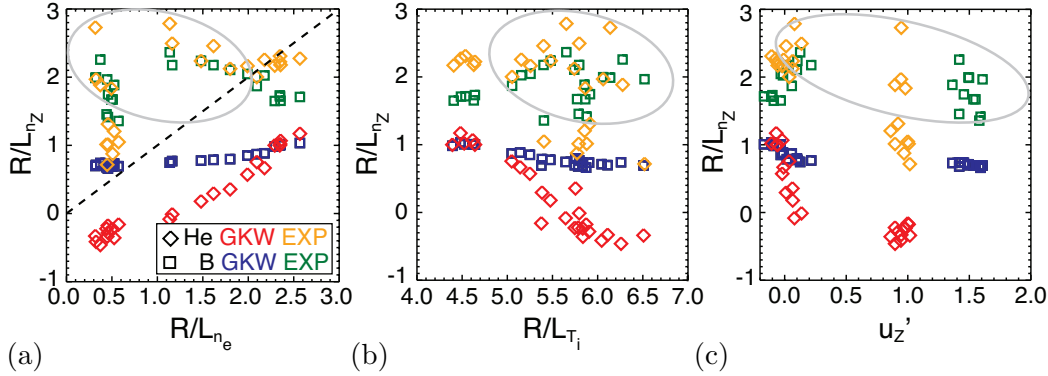 R/L_{n_Z}
3
2
1
0
-1
0.0 0.5 1.0 1.5 2.0 2.5 3.0
R/L_{n_e}
He GKW EXP
B GKW EXP
(a)
R/L_{n_Z}
3
2
1
0
-1
4.0 4.5 5.0 5.5 6.0 6.5 7.0
R/L_{T_i}
(b)
R/L_{n_Z}
3
2
1
0
-1
0.0 0.5 1.0 1.5 2.0
u_Z'
(c)